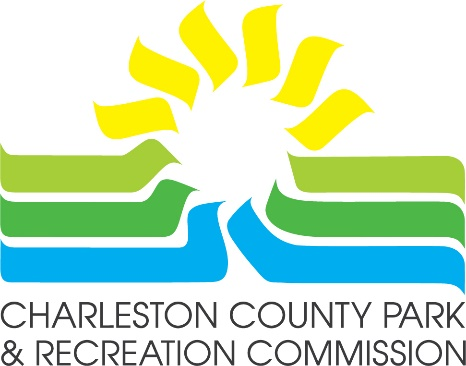 CHARLESTON COUNTY PARK
& RECREATION COMMISSION